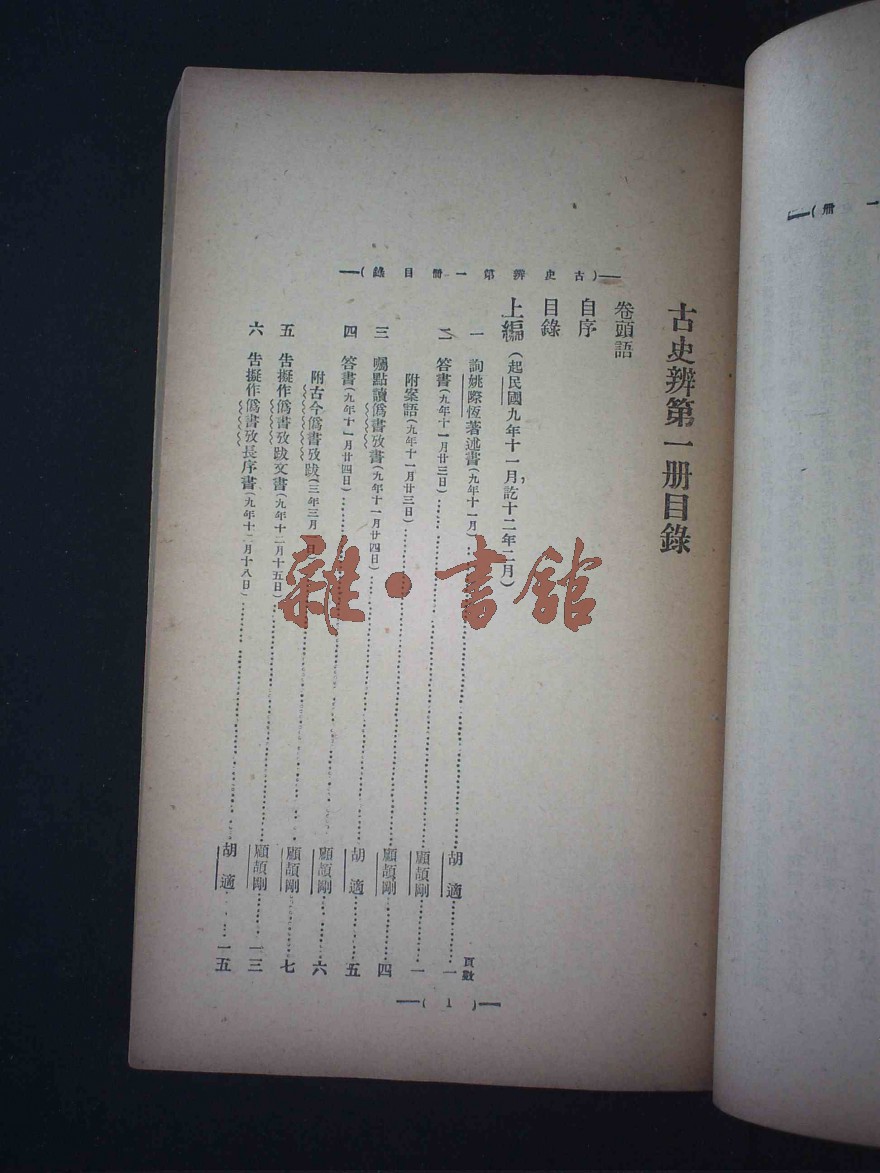 古史辨第一册目錄
(古史辨第一冊目錄)
卷頭語
自序
目錄
上編(起民國九年十一月,訖十二年二月)
頁數
一 詢姚際恆著述書(九年十一月)……胡適……一
二 答書(九年十一月廿三日)……顧頡剛……一
附案語(九年十一月廿三日)……顧頡剛……四
三 囑點讀僞書攷書(九年十一月廿四日)……胡適……五
四 答書(九年十一月廿四日)……顧頡剛……六
附古今僞書攷跋(三年三月一日)……顧頡剛……七
五 告擬作僞書攷跋文書(九年十二月十五日)……顧頡剛……一三
六 告擬作僞書攷長序書(九年十二月十八日)……胡適……一五
(1)
雜·書館
一冊(